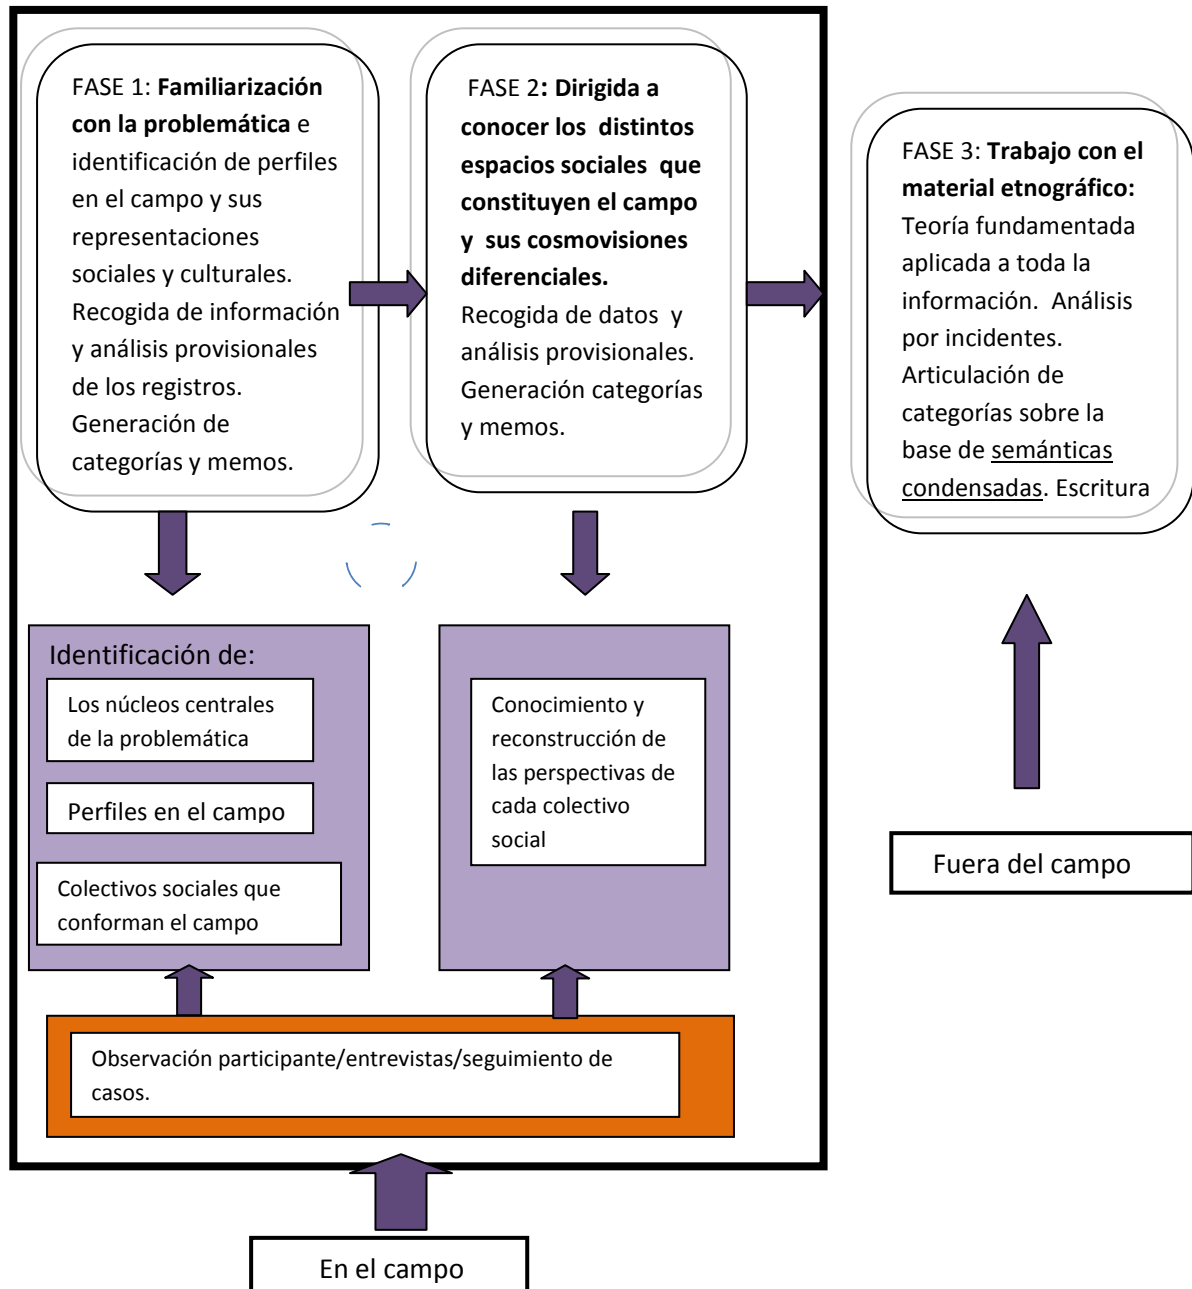 FASE 1: Familiarización
con la problemática e
identificación de perfiles
en el campo y sus
representaciones
sociales y culturales.
Recogida de información
y análisis provisionales
de los registros.
Generación de
categorías y memos.
FASE 2: Dirigida a
conocer los distintos
espacios sociales que
constituyen el campo
y sus cosmovisiones
diferenciales.
Recogida de datos y
análisis provisionales.
Generación categorías
y memos.
FASE 3: Trabajo con el
material etnográfico:
Teoría fundamentada
aplicada a toda la
información. Análisis
por incidentes.
Articulación de
categorías sobre la
base de semánticas
condensadas. Escritura
Identificación de:
Los núcleos centrales
de la problemática
Perfiles en el campo
Colectivos sociales que
conforman el campo
Conocimiento y
reconstrucción de
las perspectivas de
cada colectivo
social
Fuera del campo
Observación participante/entrevistas/seguimiento de
casos.
En el campo